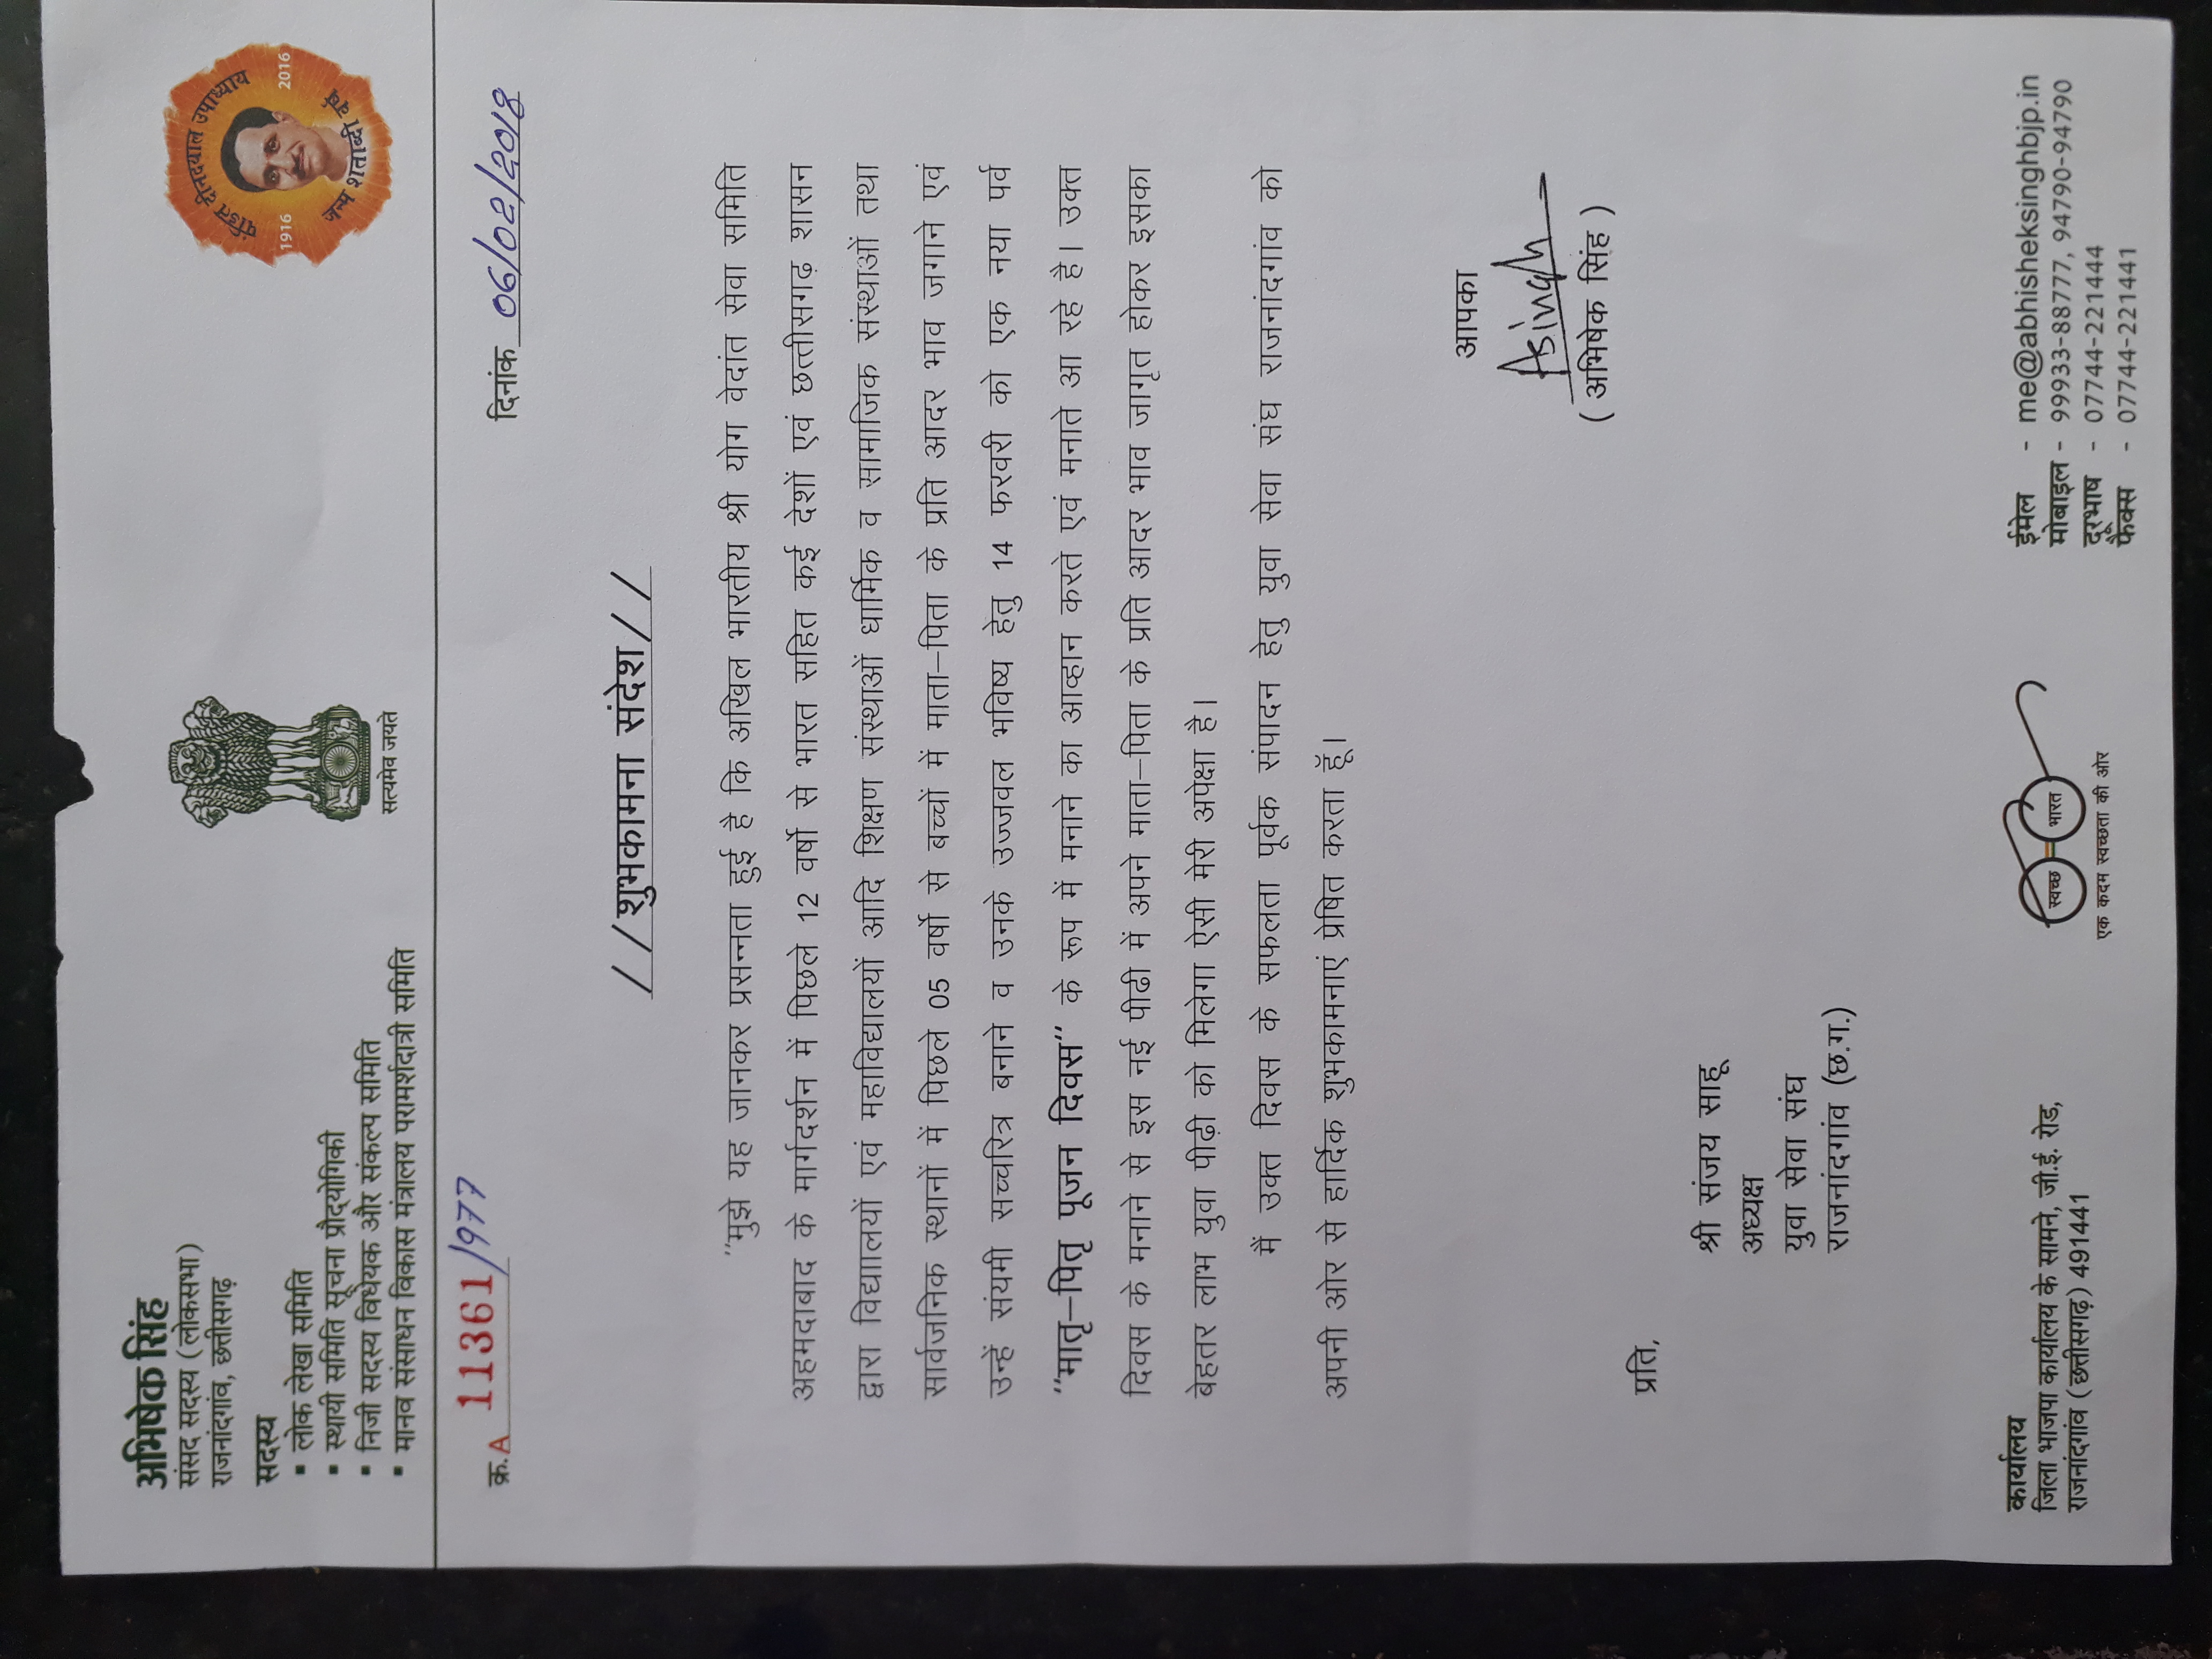 अभिषेक सिंह
संसद सदस्य (लोकसभा)
राजनांदगांव, छत्तीसगढ़
सदस्य
▪ लोक लेखा समिति
▪ स्थायी समिति सूचना प्रौद्योगिकी
▪ निजी सदस्य विधेयक और संकल्प समिति
▪ मानव संसाधन विकास मंत्रालय परामर्शदात्री समिति
सत्यमेव जयते
पंडित दीनदयाल उपाध्याय
1916 2016
जन्म शताब्दी वर्ष
क्र.A 11361/977
दिनांक 06/02/2018
//शुभकामना संदेश//
"मुझे यह जानकर प्रसन्नता हुई है कि अखिल भारतीय श्री योग वेदांत सेवा समिति
अहमदाबाद के मार्गदर्शन में पिछले 12 वर्षो से भारत सहित कई देशों एवं छत्तीसगढ़ शासन
द्वारा विद्याालयों एवं महाविद्यालयों आदि शिक्षण संस्थाओं धार्मिक व सामाजिक संस्थाओं तथा
सार्वजनिक स्थानों में पिछले 05 वर्षो से बच्चों में माता–पिता के प्रति आदर भाव जगाने एवं
उन्हें संयमी सच्चरित्र बनाने व उनके उज्जवल भविष्य हेतु 14 फरवरी को एक नया पर्व
"मातृ–पितृ पूजन दिवस" के रूप में मनाने का आव्हान करते एवं मनाते आ रहे है। उक्त
दिवस के मनाने से इस नई पीढी में अपने माता–पिता के प्रति आदर भाव जागृत होकर इसका
बेहतर लाभ युवा पीढ़ी को मिलेगा ऐसी मेरी अपेक्षा है।
मैं उक्त दिवस के सफलता पूर्वक संपादन हेतु युवा सेवा संघ राजनांदगांव को
अपनी ओर से हार्दिक शुभकामनाएं प्रेषित करता हूॅ।
आपका
Asingh
( अभिषेक सिंह )
प्रति,
श्री संजय साहू
अध्यक्ष
युवा सेवा संघ
राजनांदगांव (छ.ग.)
कार्यालय
जिला भाजपा कार्यालय के सामने, जी.ई. रोड,
राजनांदगांव (छत्तीसगढ़) 491441
स्वच्छ भारत
एक कदम स्वच्छता की ओर
ईमेल - me@abhisheksinghbjp.in
मोबाइल - 99933-88777, 94790-94790
दूरभाष - 07744-221444
फैक्स - 07744-221441